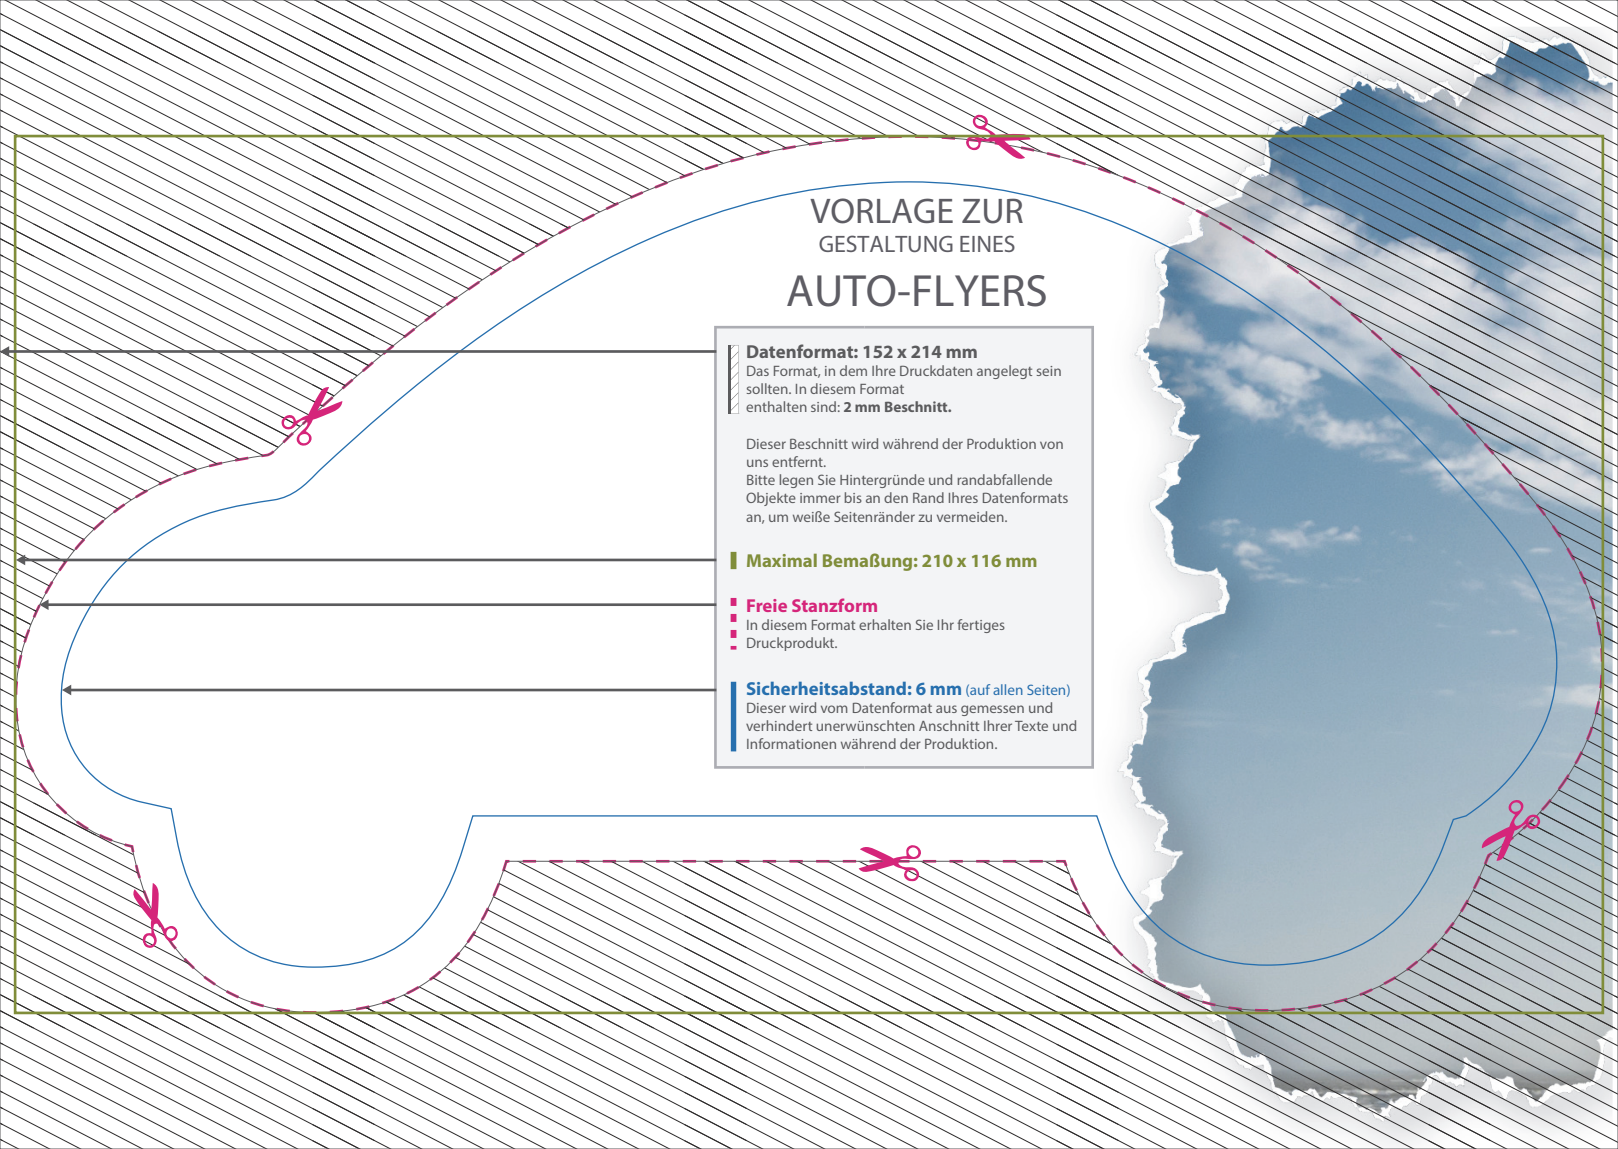 VORLAGE ZUR
GESTALTUNG EINES
AUTO-FLYERS
Datenformat: 152 x 214 mm
Das Format, in dem Ihre Druckdaten angelegt sein
sollten. In diesem Format
enthalten sind: 2 mm Beschnitt.
Dieser Beschnitt wird während der Produktion von
uns entfernt.
Bitte legen Sie Hintergründe und randabfallende
Objekte immer bis an den Rand Ihres Datenformats
an, um weiße Seitenränder zu vermeiden.
Maximal Bemaßung: 210 x 116 mm
Freie Stanzform
In diesem Format erhalten Sie Ihr fertiges
Druckprodukt.
Sicherheitsabstand: 6 mm (auf allen Seiten)
Dieser wird vom Datenformat aus gemessen und
verhindert unerwünschten Anschnitt Ihrer Texte und
Informationen während der Produktion.